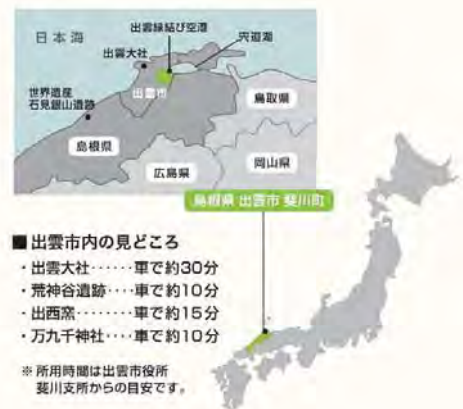 日本海
出雲縁結び空港
宍道湖
出雲大社
出雲市
世界遺産
石見銀山遺跡
鳥取県
島根県
広島県
岡山県
島根県 出雲市 斐川町
■出雲市内の見どころ
・出雲大社……車で約30分
・荒神谷遺跡‥‥車で約10分
・出西窯………車で約15分
・万九千神社‥‥車で約10分
※所用時間は出雲市役所
斐川支所からの目安です。